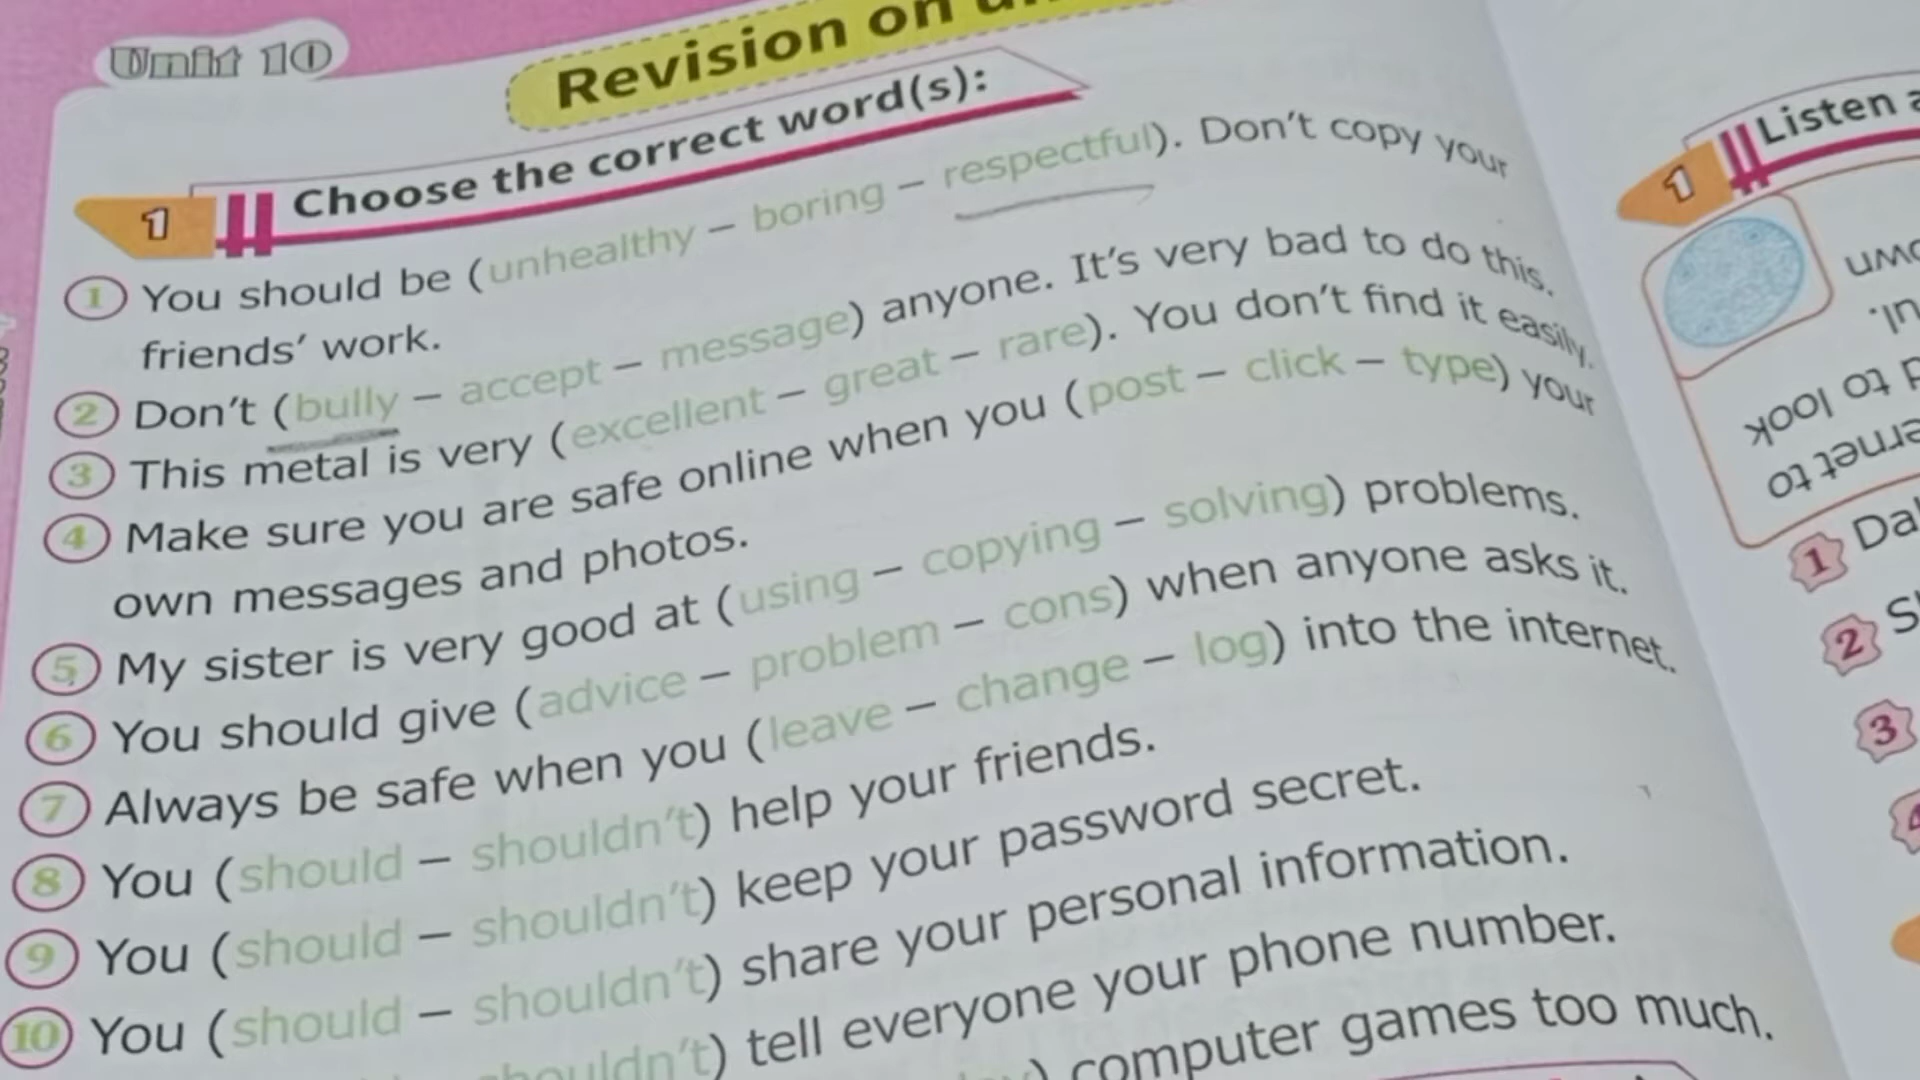 Unit 10
Revision on
1 Choose the correct word(s):
1 You should be (unhealthy – boring – respectful). Don't copy your
friends' work.
2 Don't (bully – accept – message) anyone. It's very bad to do this.
3 This metal is very (excellent – great – rare). You don't find it easily.
4 Make sure you are safe online when you (post – click – type) your
own messages and photos.
5 My sister is very good at (using – copying – solving) problems.
6 You should give (advice – problem – cons) when anyone asks it.
7 Always be safe when you (leave – change – log) into the internet.
8 You (should – shouldn't) help your friends.
9 You (should – shouldn't) keep your password secret.
10 You (should – shouldn't) share your personal information.
shouldn't) tell everyone your phone number.
) computer games too much.
1 Listen
to look
to
1
2
3
4